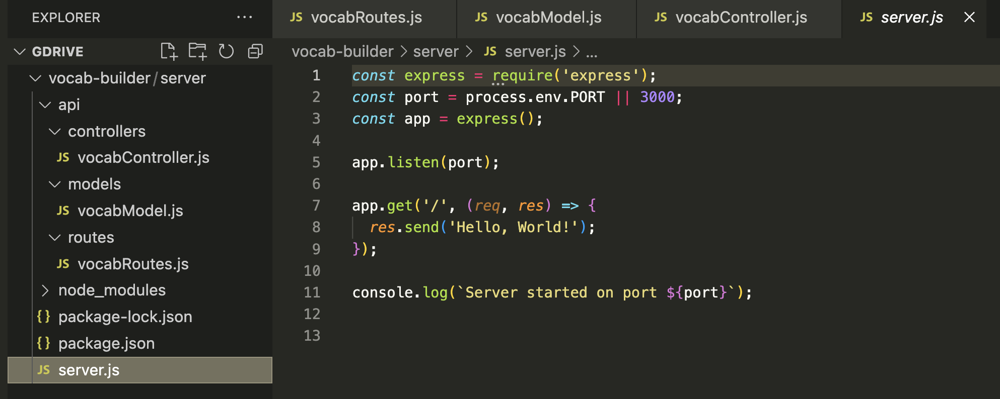 EXPLORER ...
GDRIVE
vocab-builder/server
api
controllers
JS vocabController.js
models
JS vocabModel.js
routes
JS vocabRoutes.js
node_modules
{} package-lock.json
{} package.json
JS server.js
JS vocabRoutes.js JS vocabModel.js JS vocabController.js JS server.js
vocab-builder > server > JS server.js > ...
1 const express = require('express');
2 const port = process.env.PORT || 3000;
3 const app = express();
4
5 app.listen(port);
6
7 app.get('/', (req, res) => {
8   res.send('Hello, World!');
9 });
10
11 console.log(`Server started on port ${port}`);
12
13